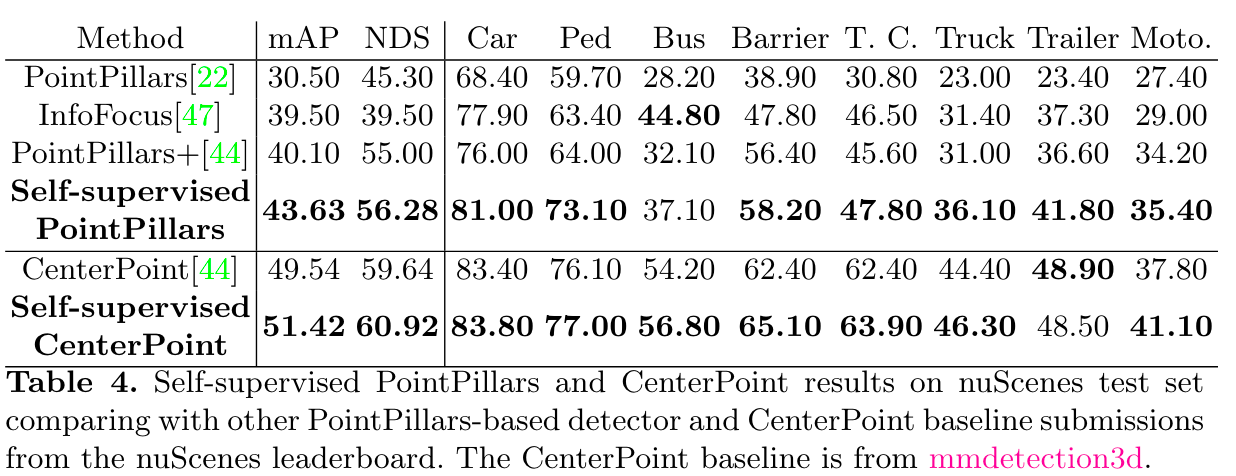 Method mAP NDS Car Ped Bus Barrier T. C. Truck Trailer Moto.
PointPillars[22] 30.50 45.30 68.40 59.70 28.20 38.90 30.80 23.00 23.40 27.40
InfoFocus[47] 39.50 39.50 77.90 63.40 44.80 47.80 46.50 31.40 37.30 29.00
PointPillars+[44] 40.10 55.00 76.00 64.00 32.10 56.40 45.60 31.00 36.60 34.20
Self-supervised
PointPillars 43.63 56.28 81.00 73.10 37.10 58.20 47.80 36.10 41.80 35.40
CenterPoint[44] 49.54 59.64 83.40 76.10 54.20 62.40 62.40 44.40 48.90 37.80
Self-supervised
CenterPoint 51.42 60.92 83.80 77.00 56.80 65.10 63.90 46.30 48.50 41.10
Table 4. Self-supervised PointPillars and CenterPoint results on nuScenes test set
comparing with other PointPillars-based detector and CenterPoint baseline submissions
from the nuScenes leaderboard. The CenterPoint baseline is from mmdetection3d.